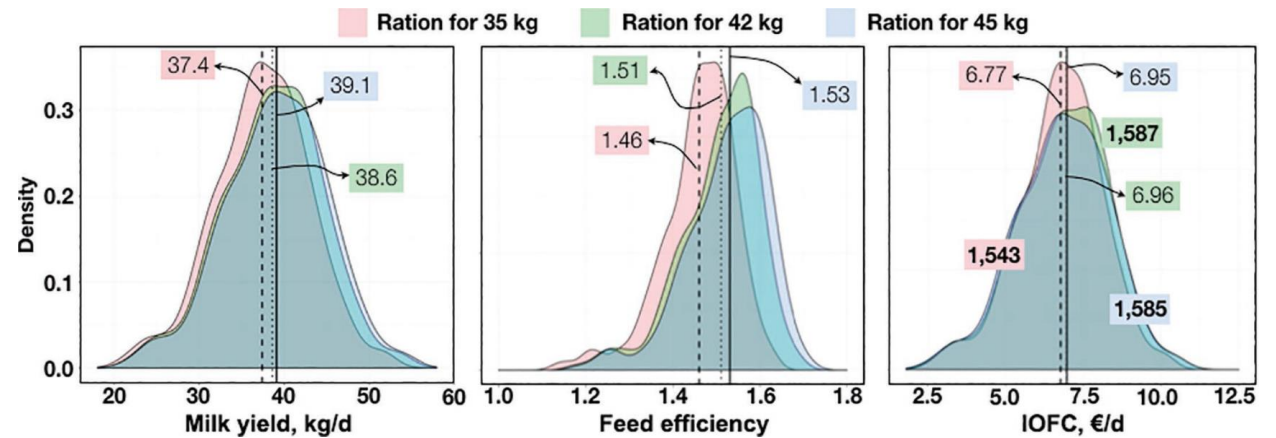 Ration for 35 kg Ration for 42 kg Ration for 45 kg
Density
0.3
0.2
0.1
0.0
37.4
39.1
38.6
20 30 40 50 60
Milk yield, kg/d
1.51
1.53
1.46
1.0 1.2 1.4 1.6 1.8
Feed efficiency
6.77
6.95
1,587
6.96
1,543
1,585
2.5 5.0 7.5 10.0 12.5
IOFC, €/d